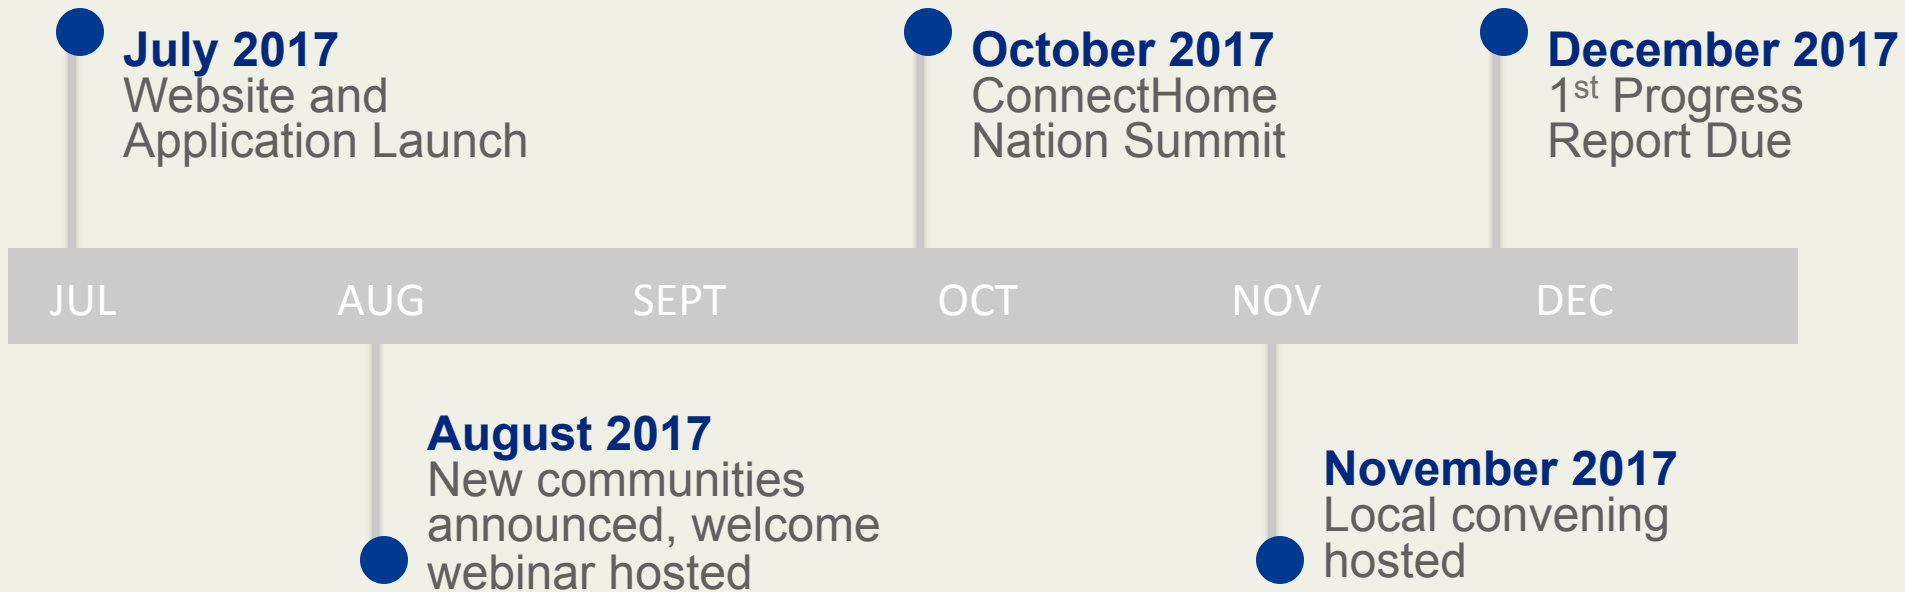 July 2017
Website and
Application Launch
October 2017
ConnectHome
Nation Summit
December 2017
1st Progress
Report Due
JUL
AUG
SEPT
OCT
NOV
DEC
August 2017
New communities
announced, welcome
webinar hosted
November 2017
Local convening
hosted